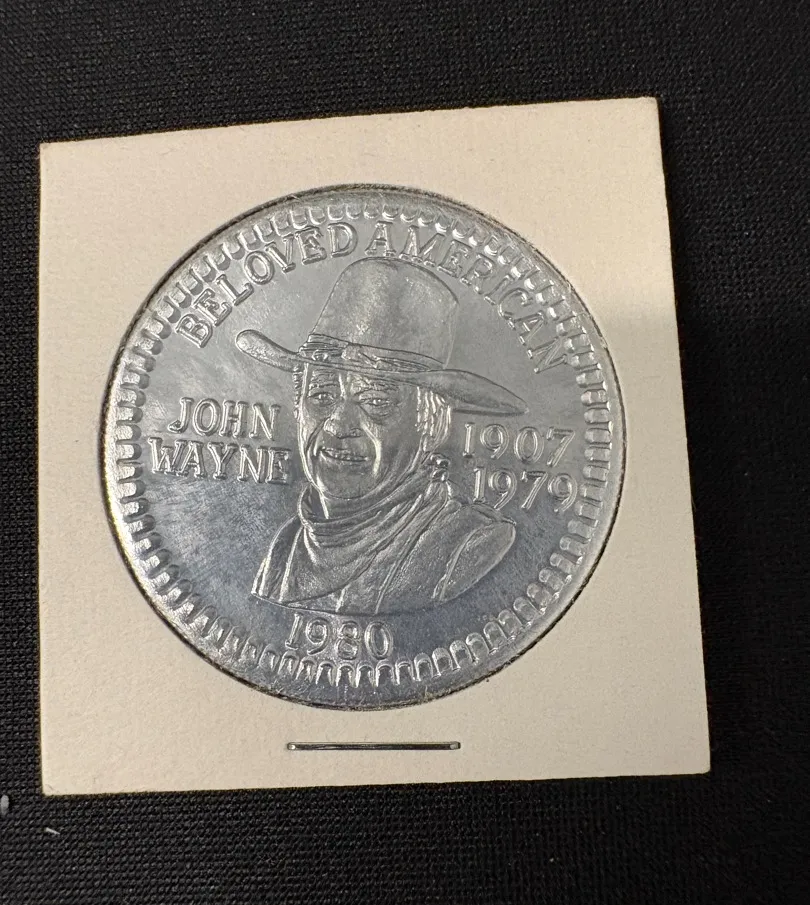 BELOVED AMERICAN
JOHN
WAYNE
1907
1979
1980